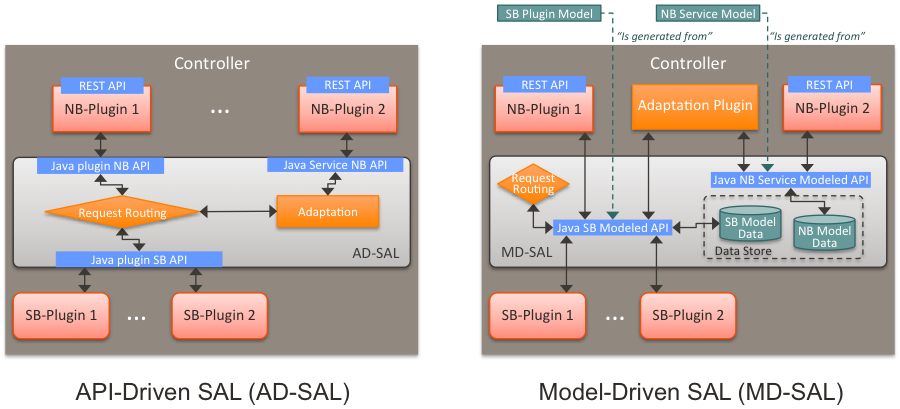 SB Plugin Model
NB Service Model
"Is generated from"
"Is generated from"
Controller
REST API
NB-Plugin 1
...
REST API
NB-Plugin 2
Java plugin NB API
Java Service NB API
Request Routing
Adaptation
Java plugin SB API
AD-SAL
SB-Plugin 1
...
SB-Plugin 2
API-Driven SAL (AD-SAL)
Controller
REST API
NB-Plugin 1
Adaptation Plugin
REST API
NB-Plugin 2
Request
Routing
Java NB Service Modeled API
Java SB Modeled API
SB Model
Data
NB Model
Data
Data Store
MD-SAL
SB-Plugin 1
...
SB-Plugin 2
Model-Driven SAL (MD-SAL)